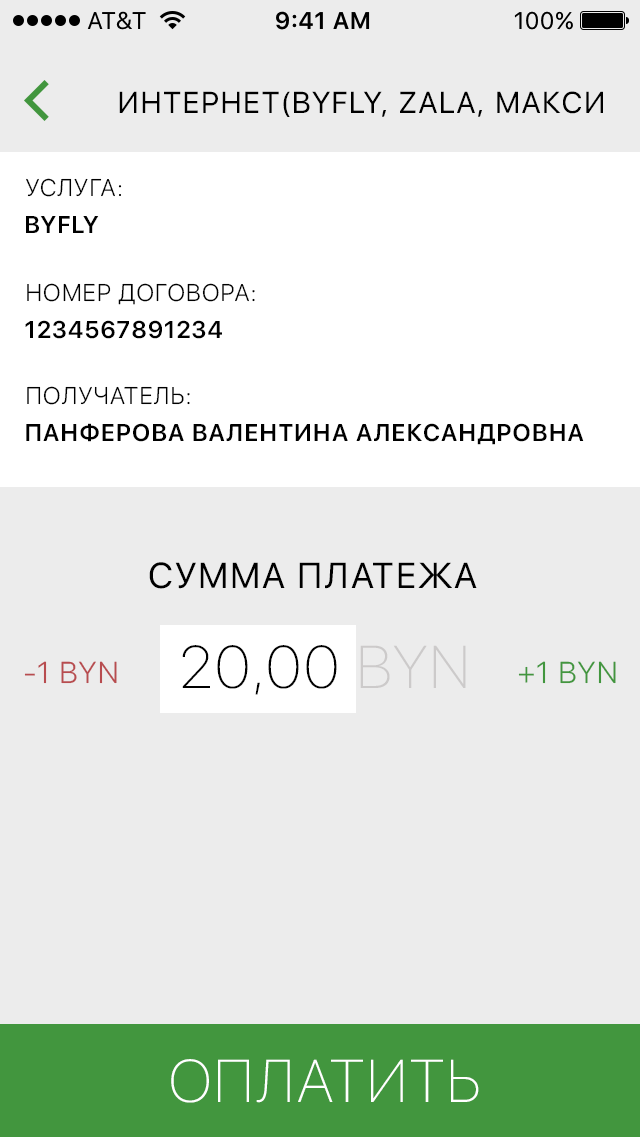 AT&T 9:41 AM 100%
ИНТЕРНЕТ(BYFLY, ZALA, МАКСИ
УСЛУГА:
BYFLY
НОМЕР ДОГОВОРА:
1234567891234
ПОЛУЧАТЕЛЬ:
ПАНФЕРОВА ВАЛЕНТИНА АЛЕКСАНДРОВНА
СУММА ПЛАТЕЖА
-1 BYN 20,00 BYN +1 BYN
ОПЛАТИТЬ